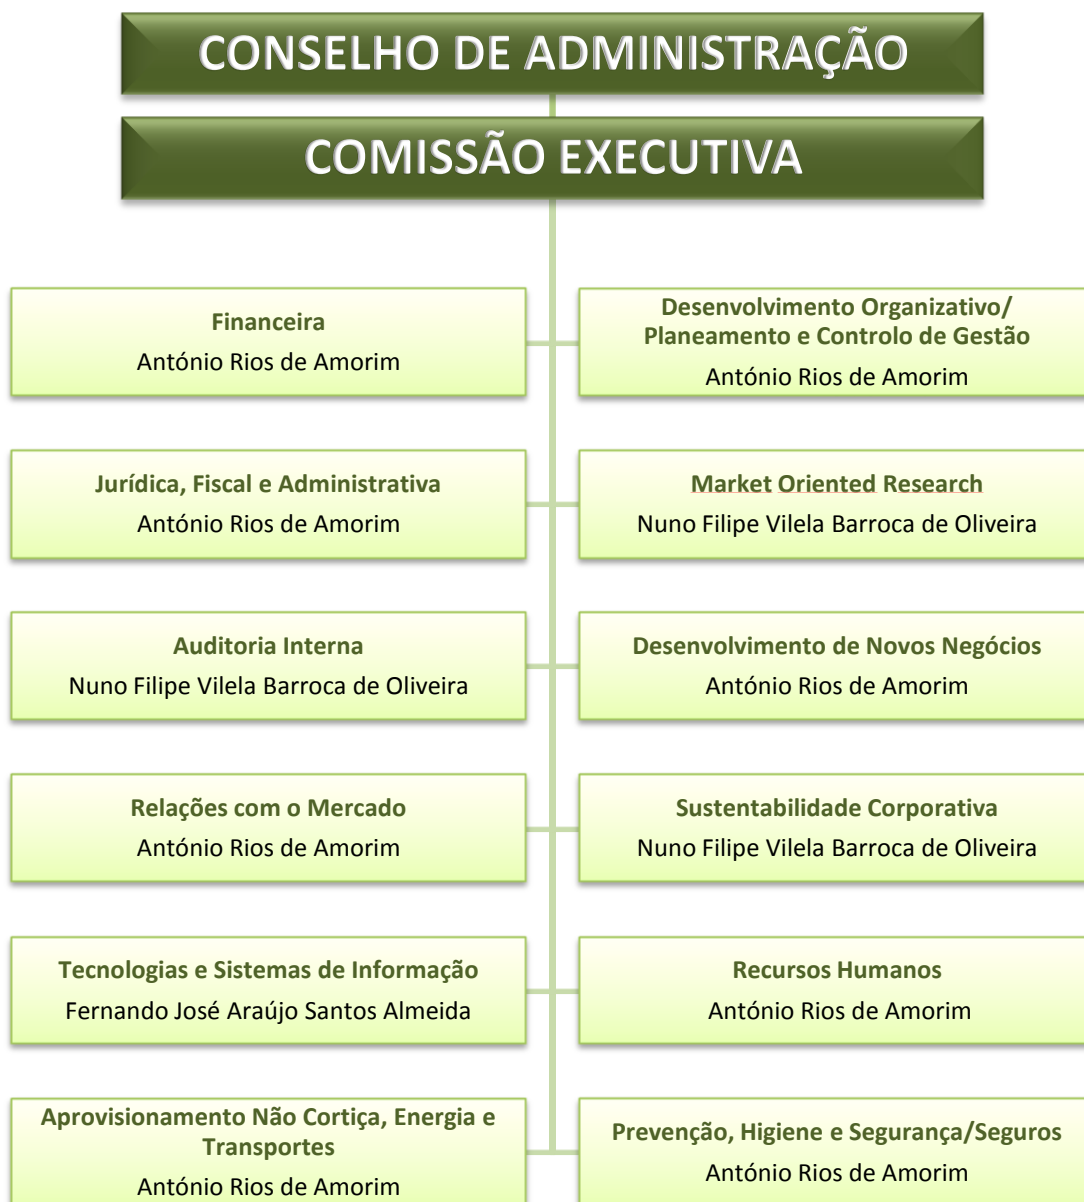 CONSELHO DE ADMINISTRAÇÃO
COMISSÃO EXECUTIVA
Financeira
António Rios de Amorim
Desenvolvimento Organizativo/
Planeamento e Controlo de Gestão
António Rios de Amorim
Jurídica, Fiscal e Administrativa
António Rios de Amorim
Market Oriented Research
Nuno Filipe Vilela Barroca de Oliveira
Auditoria Interna
Nuno Filipe Vilela Barroca de Oliveira
Desenvolvimento de Novos Negócios
António Rios de Amorim
Relações com o Mercado
António Rios de Amorim
Sustentabilidade Corporativa
Nuno Filipe Vilela Barroca de Oliveira
Tecnologias e Sistemas de Informação
Fernando José Araújo Santos Almeida
Recursos Humanos
António Rios de Amorim
Aprovisionamento Não Cortiça, Energia e
Transportes
António Rios de Amorim
Prevenção, Higiene e Segurança/Seguros
António Rios de Amorim